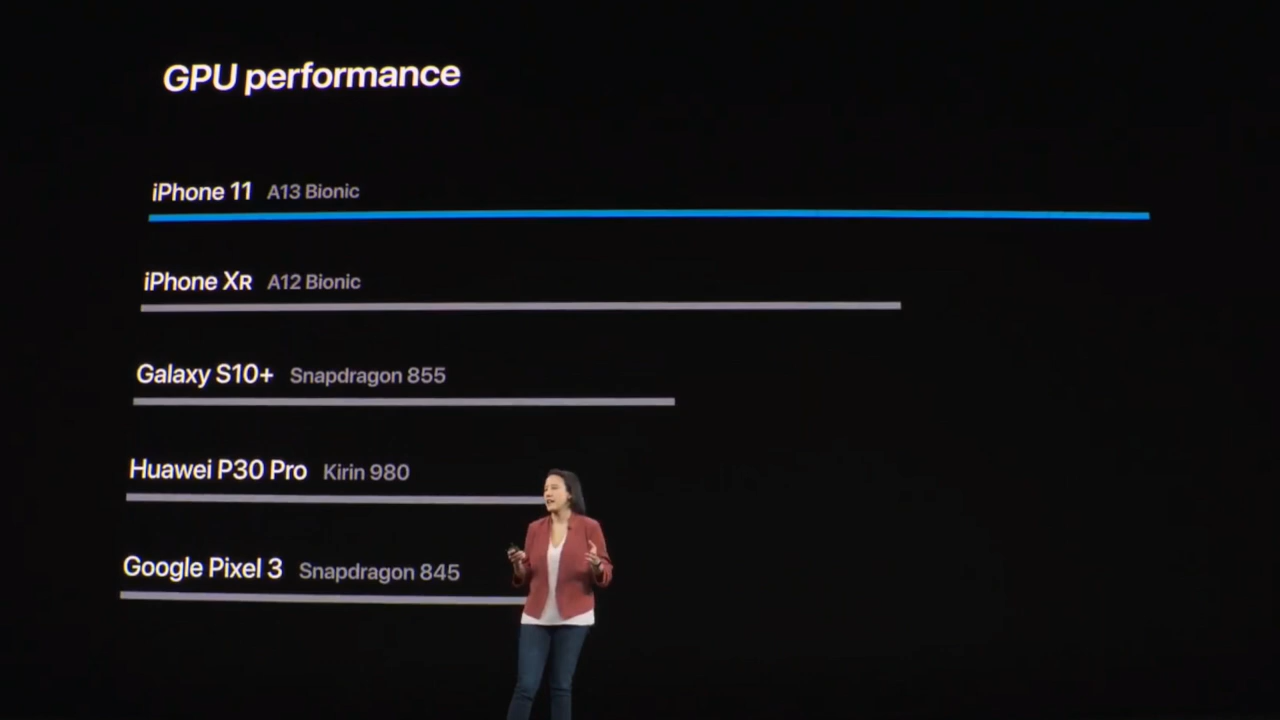 GPU performance
iPhone 11 A13 Bionic
iPhone XR A12 Bionic
Galaxy S10+ Snapdragon 855
Huawei P30 Pro Kirin 980
Google Pixel 3 Snapdragon 845